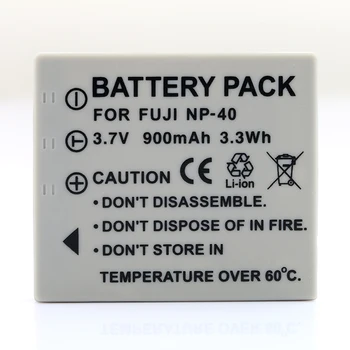 BATTERY PACK
FOR FUJI NP-40
3.7V 900mAh 3.3Wh
CAUTION CE Li-ion
•DON'T DISASSEMBLE.
•DON'T DISPOSE OF IN FIRE.
•DON'T STORE IN
TEMPERATURE OVER 60°C.